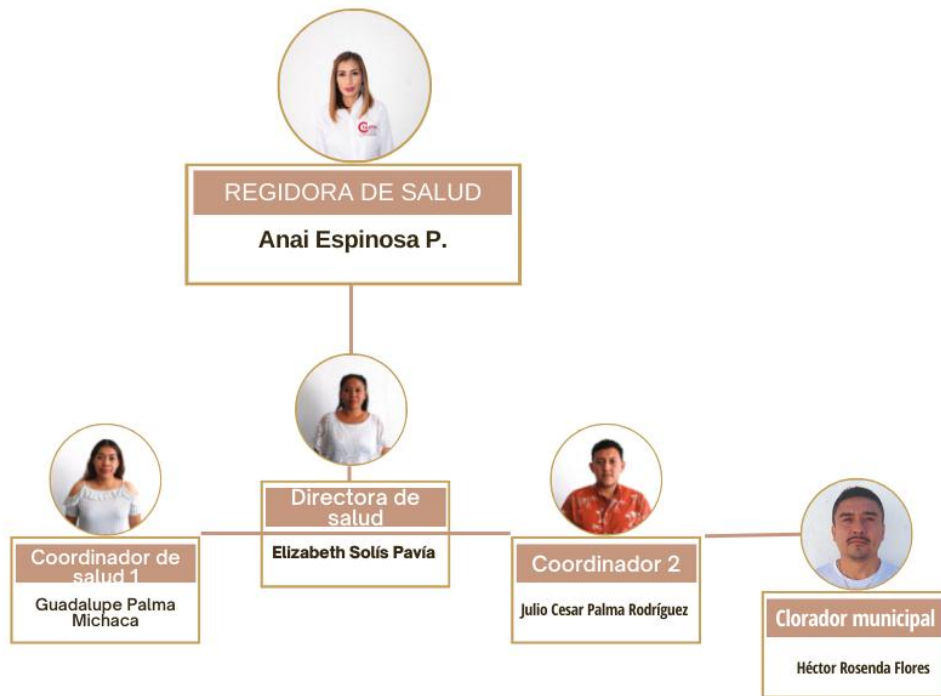 REGIDORA DE SALUD
Anai Espinosa P.
Directora de
salud
Elizabeth Solís Pavía
Coordinador de
salud 1
Guadalupe Palma
Michaca
Coordinador 2
Julio Cesar Palma Rodríguez
Clorador municipal
Héctor Rosenda Flores